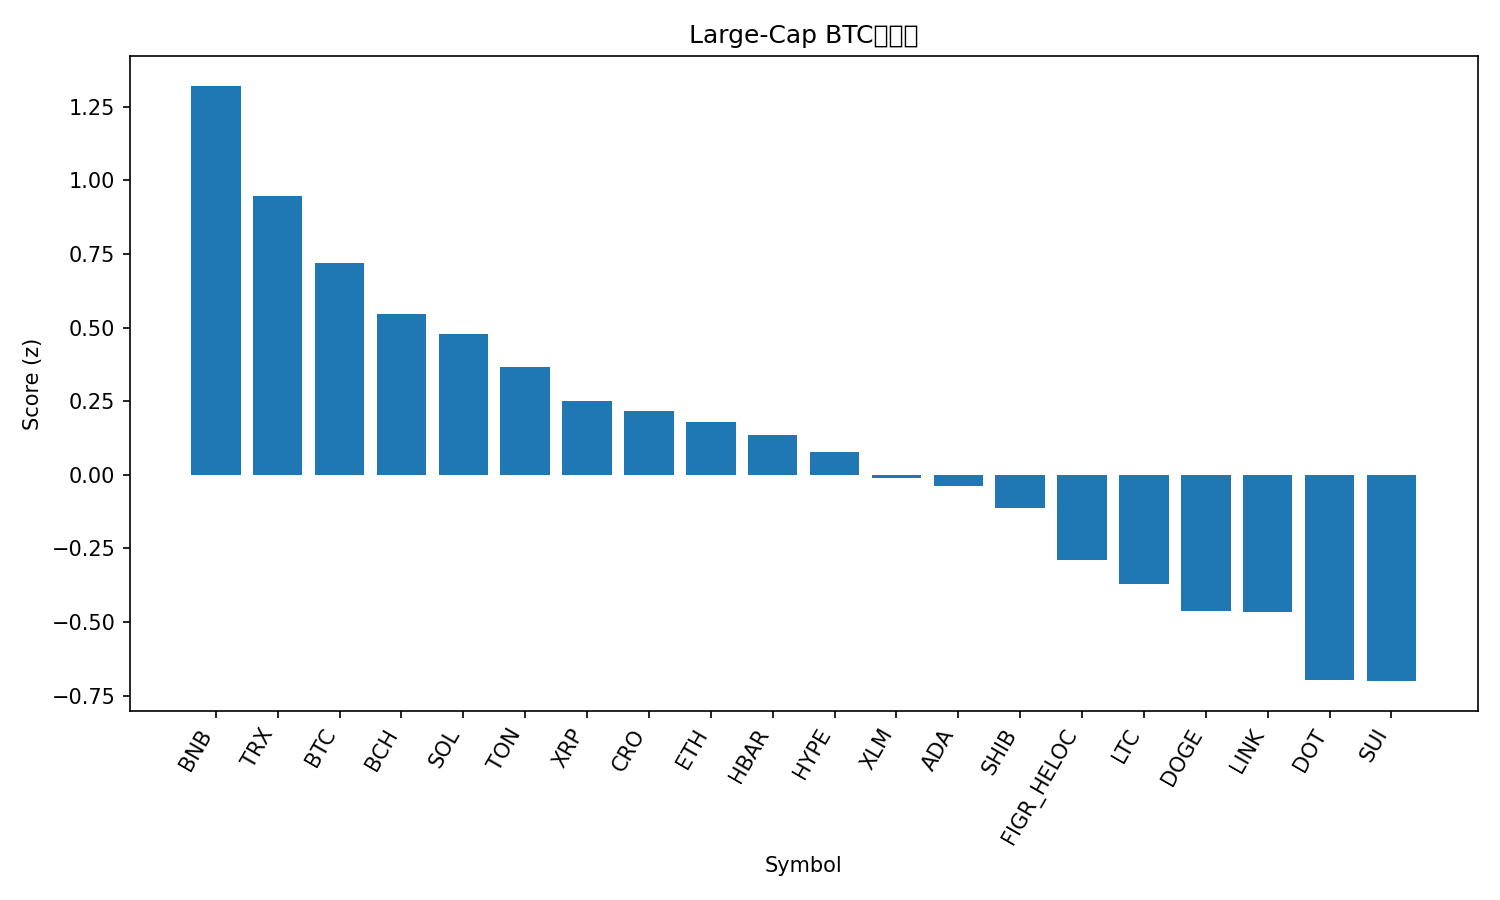 Large-Cap BTC
Score (z)
1.25
1.00
0.75
0.50
0.25
0.00
−0.25
−0.50
−0.75
BNB
TRX
BTC
BCH
SOL
TON
XRP
CRO
ETH
HBAR
HYPE
XLM
ADA
SHIB
FIGR_HELOC
LTC
DOGE
LINK
DOT
SUI
Symbol